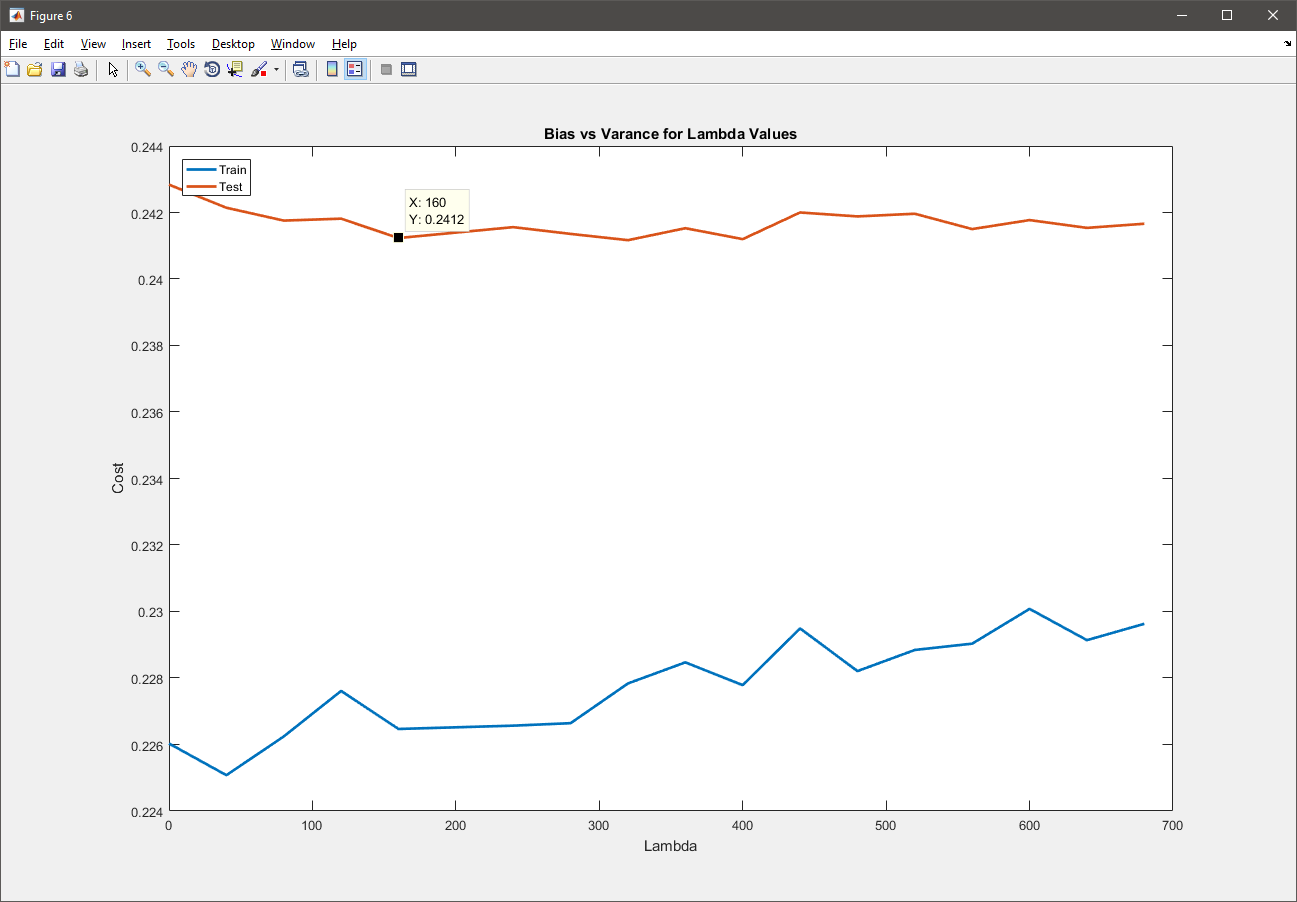 Figure 6
File Edit View Insert Tools Desktop Window Help
Bias vs Varance for Lambda Values
0.244
0.242
0.24
0.238
0.236
0.234
0.232
0.23
0.228
0.226
0.224
Cost
Train
Test
X: 160
Y: 0.2412
0 100 200 300 400 500 600 700
Lambda